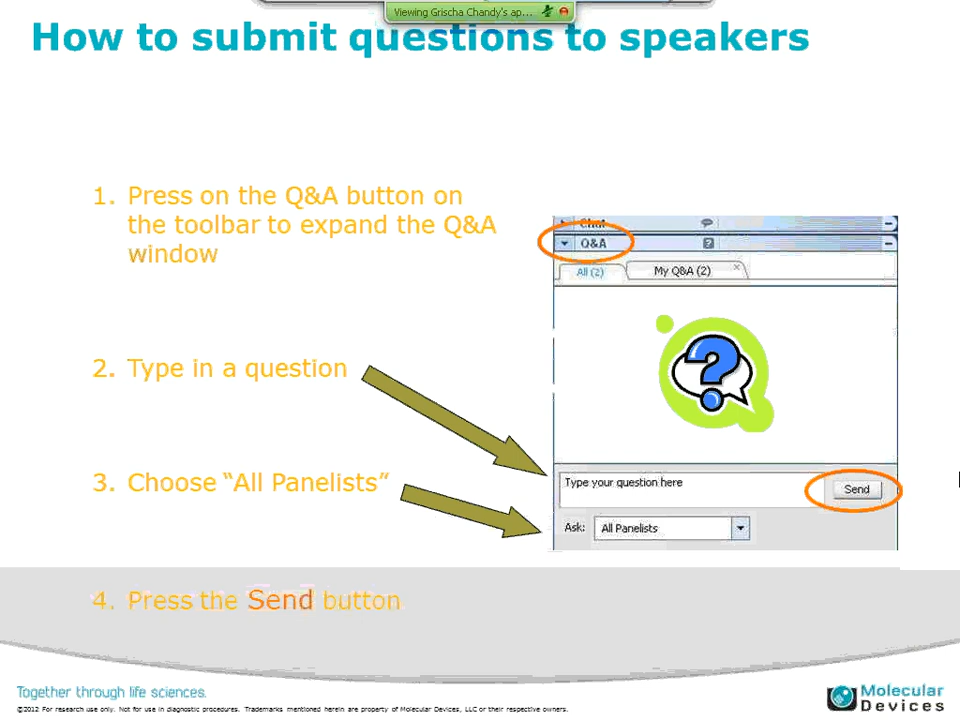 Viewing Grischa Chandy's ap...
How to submit questions to speakers
1. Press on the Q&A button on
the toolbar to expand the Q&A
window
2. Type in a question
3. Choose “All Panelists”
4. Press the Send button
Chat
Q&A
All (2)
My Q&A (2)
Type your question here
Send
Ask:
All Panelists
Together through life sciences.
©2012 For research use only. Not for use in diagnostic procedures. Trademarks mentioned herein are property of Molecular Devices, LLC or their respective owners.
Molecular
Devices